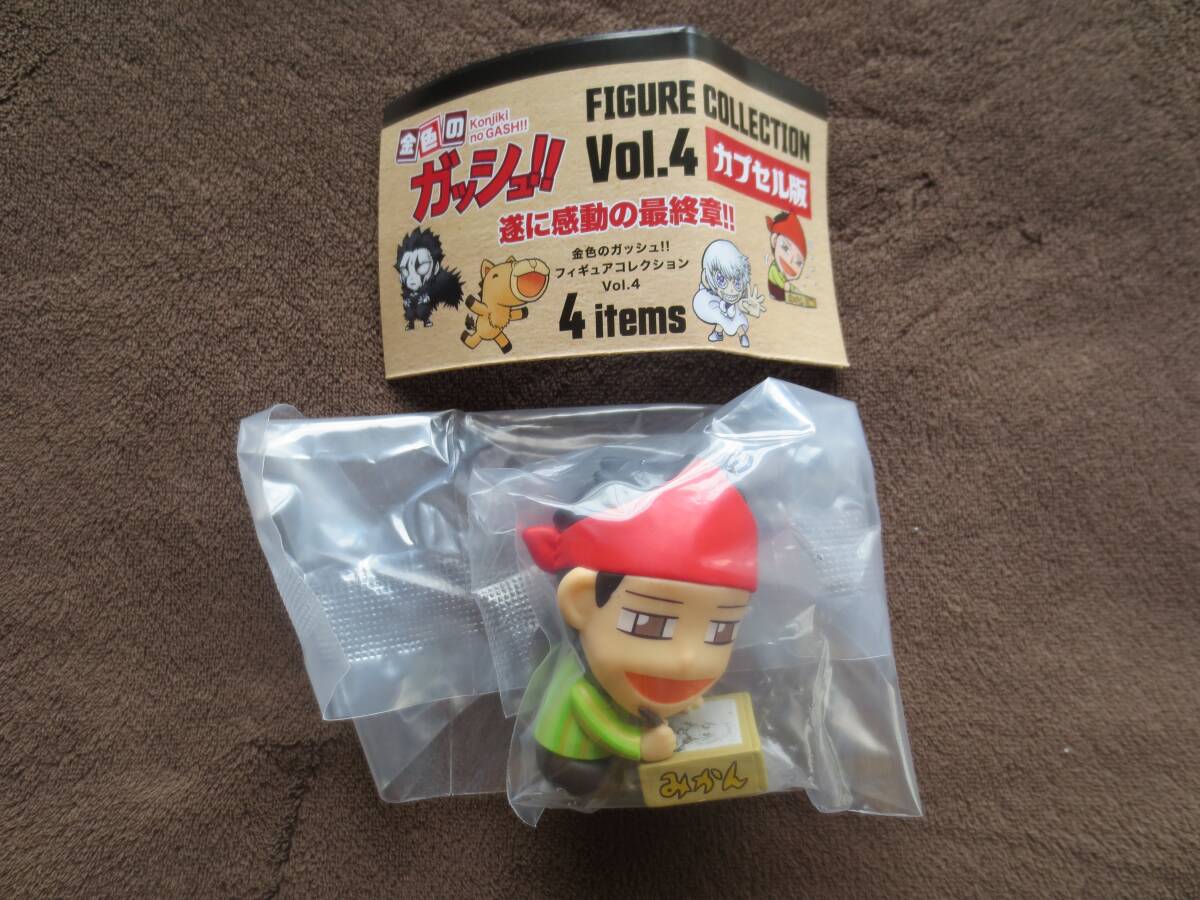 金色の
Konjiki
no GASH!!
ガッシュ!!
FIGURE COLLECTION
Vol.4
カプセル版
遂に感動の最終章!!
金色のガッシュ!!
フィギュアコレクション
Vol.4
4 items
みかん